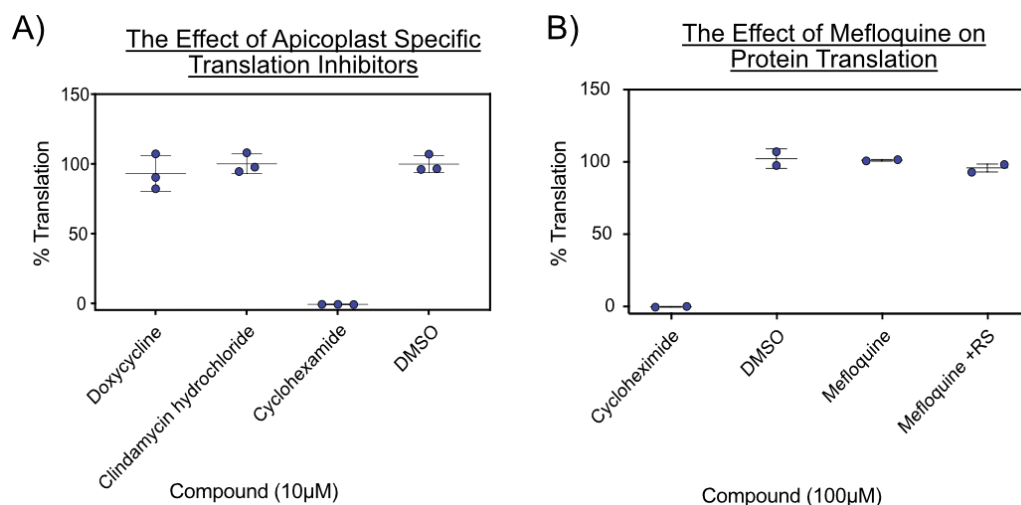 A)
The Effect of Apicoplast Specific
Translation Inhibitors
150
100
50
0
% Translation
Doxycycline
Clindamycin hydrochloride
Cyclohexamide
DMSO
Compound (10µM)
B)
The Effect of Mefloquine on
Protein Translation
150
100
50
0
% Translation
Cycloheximide
DMSO
Mefloquine
Mefloquine +RS
Compound (100µM)